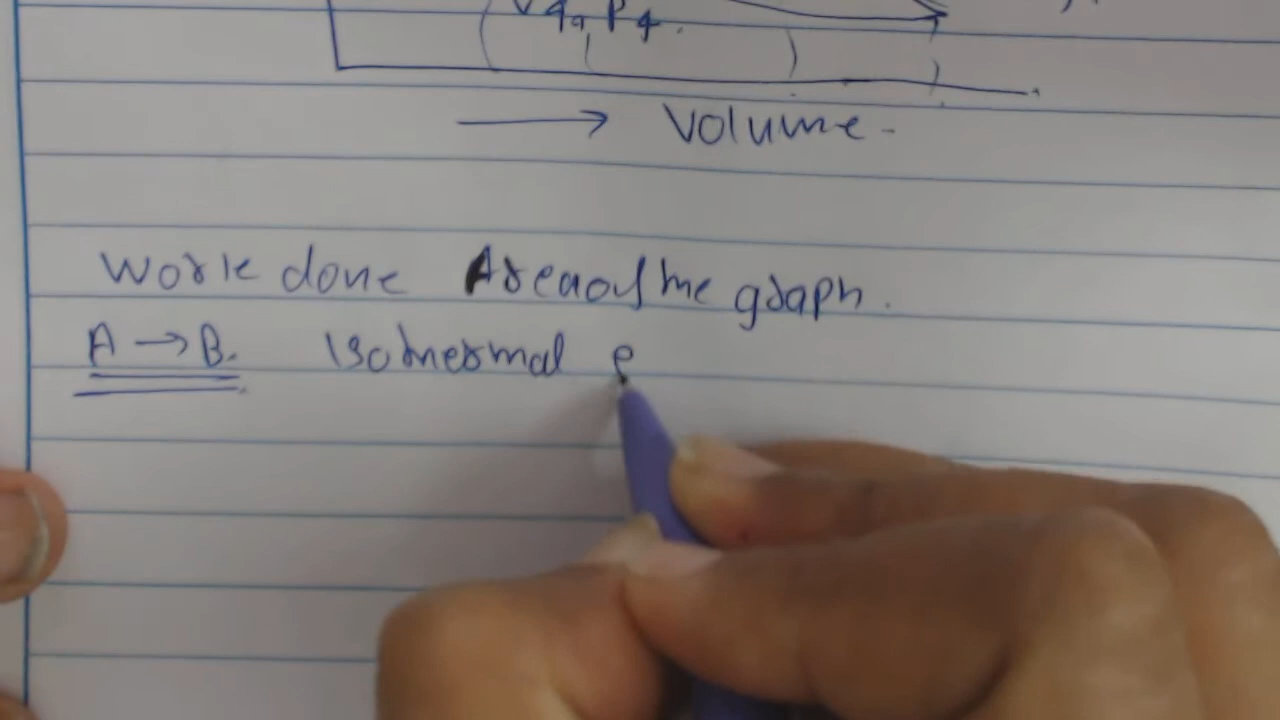 V4, P4.
Volume-
Work done Area of the graph.
A → B. Isothermal e